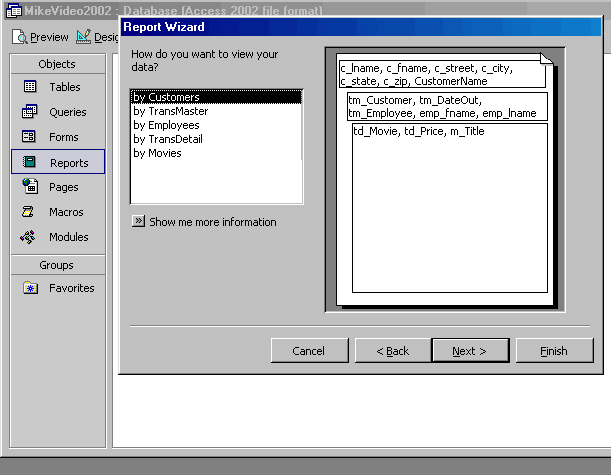 MikeVideo2002 : Database (Access 2002 file format)
Preview
Report Wizard
Objects
Tables
Queries
Forms
Reports
Pages
Macros
Modules
Groups
Favorites
How do you want to view your
data?
by Customers
by TransMaster
by Employees
by TransDetail
by Movies
» Show me more information
c_lname, c_fname, c_street, c_city,
c_state, c_zip, CustomerName
tm_Customer, tm_DateOut,
tm_Employee, emp_fname, emp_lname
td_Movie, td_Price, m_Title
Cancel
< Back
Next >
Finish